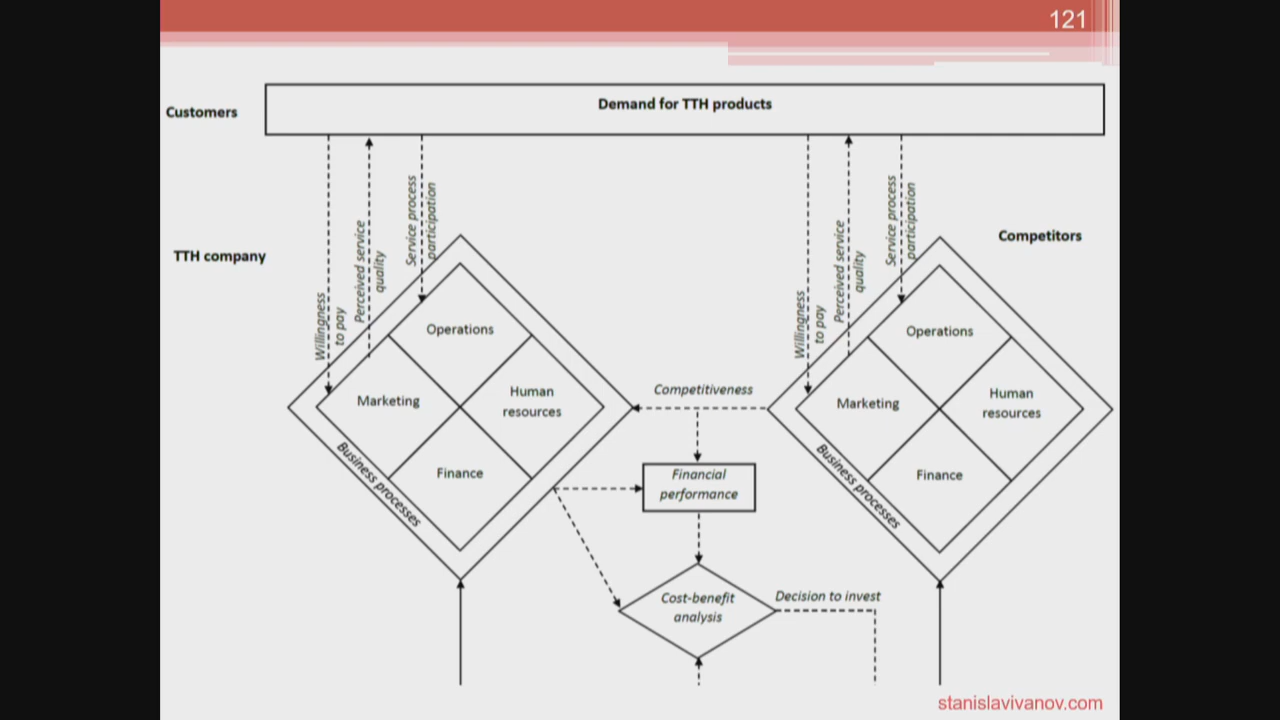 121
Customers
Demand for TTH products
Willingness
to pay
Perceived service
quality
Service process
participation
Willingness
to pay
Perceived service
quality
Service process
participation
TTH company
Competitors
Operations
Marketing
Human
resources
Finance
Business processes
Competitiveness
Operations
Marketing
Human
resources
Finance
Business processes
Financial
performance
Cost-benefit
analysis
Decision to invest
stanislavivanov.com